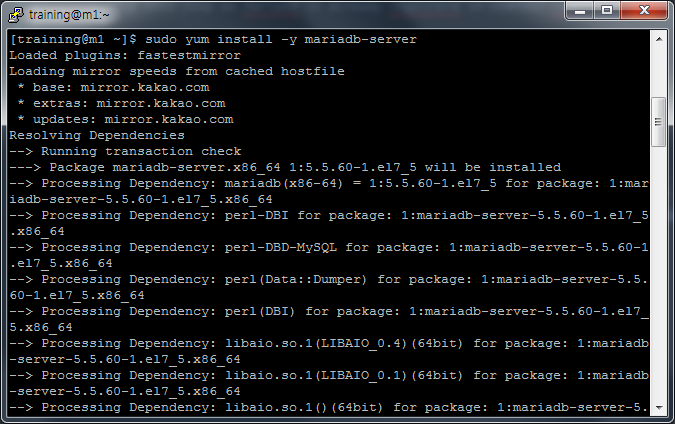 training@m1:~
[training@m1 ~]$ sudo yum install -y mariadb-server
Loaded plugins: fastestmirror
Loading mirror speeds from cached hostfile
 * base: mirror.kakao.com
 * extras: mirror.kakao.com
 * updates: mirror.kakao.com
Resolving Dependencies
--> Running transaction check
---> Package mariadb-server.x86_64 1:5.5.60-1.el7_5 will be installed
--> Processing Dependency: mariadb(x86-64) = 1:5.5.60-1.el7_5 for package: 1:mar
iadb-server-5.5.60-1.el7_5.x86_64
--> Processing Dependency: perl-DBI for package: 1:mariadb-server-5.5.60-1.el7_5
.x86_64
--> Processing Dependency: perl-DBD-MySQL for package: 1:mariadb-server-5.5.60-1
.el7_5.x86_64
--> Processing Dependency: perl(Data::Dumper) for package: 1:mariadb-server-5.5.
60-1.el7_5.x86_64
--> Processing Dependency: perl(DBI) for package: 1:mariadb-server-5.5.60-1.el7_
5.x86_64
--> Processing Dependency: libaio.so.1(LIBAIO_0.4)(64bit) for package: 1:mariadb
-server-5.5.60-1.el7_5.x86_64
--> Processing Dependency: libaio.so.1(LIBAIO_0.1)(64bit) for package: 1:mariadb
-server-5.5.60-1.el7_5.x86_64
--> Processing Dependency: libaio.so.1()(64bit) for package: 1:mariadb-server-5.